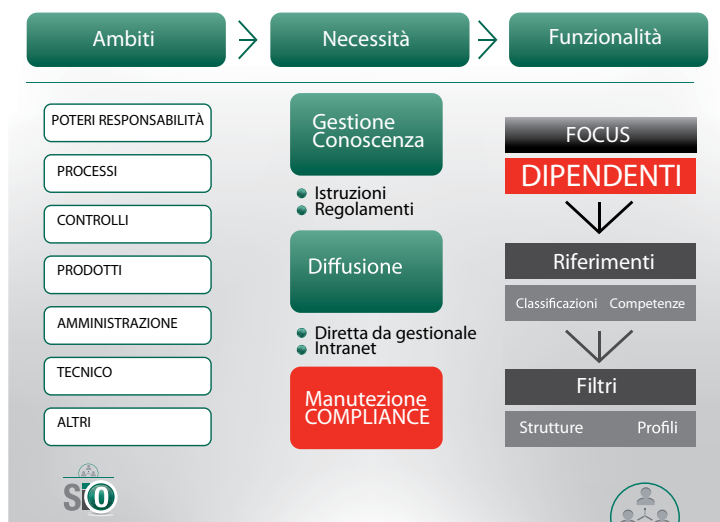 Ambiti
Necessità
Funzionalità
POTERI RESPONSABILITÀ
PROCESSI
CONTROLLI
PRODOTTI
AMMINISTRAZIONE
TECNICO
ALTRI
Gestione
Conoscenza
Istruzioni
Regolamenti
Diffusione
Diretta da gestionale
Intranet
Manutezione
COMPLIANCE
FOCUS
DIPENDENTI
Riferimenti
Classificazioni Competenze
Filtri
Strutture Profili
SIO